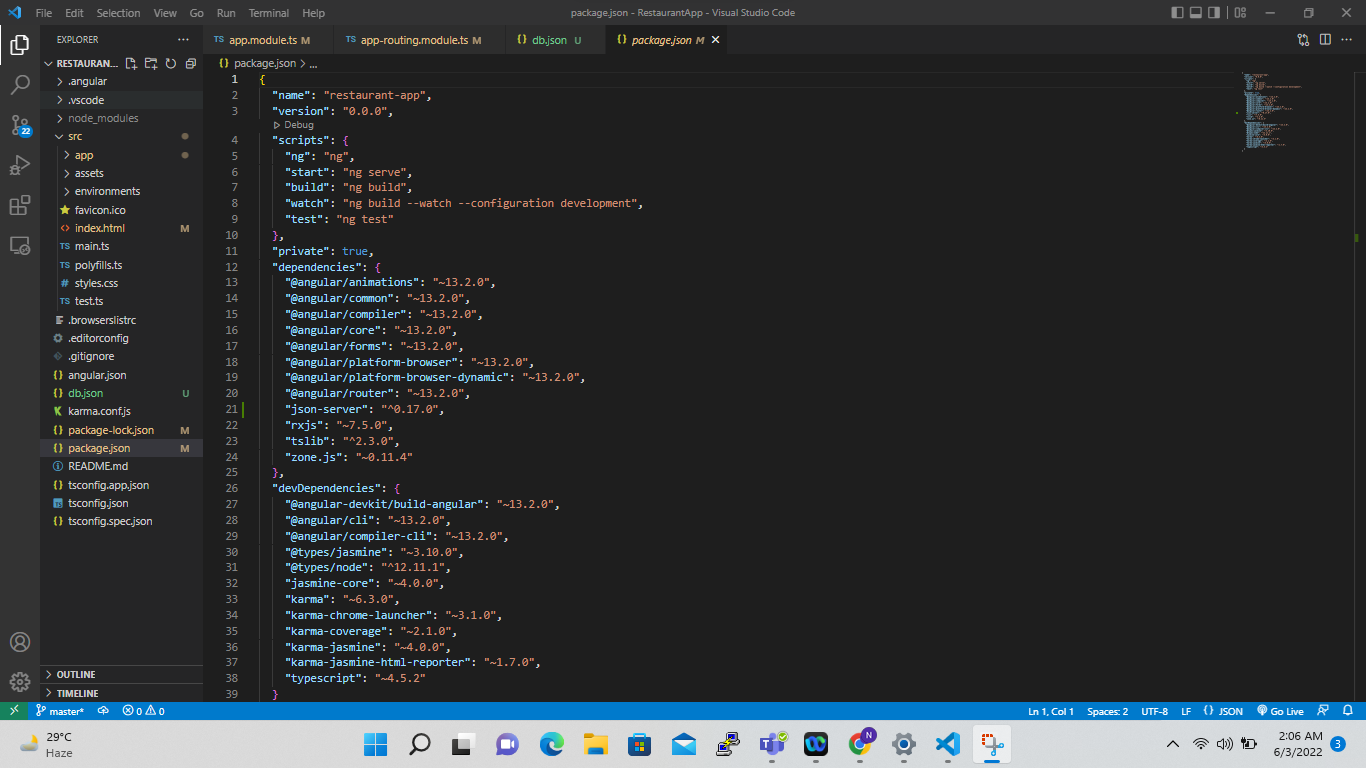 File Edit Selection View Go Run Terminal Help
package.json - RestaurantApp - Visual Studio Code
EXPLORER
RESTAURAN...
.angular
.vscode
node_modules
src
app
assets
environments
favicon.ico
index.html M
main.ts
polyfills.ts
styles.css
test.ts
.browserslistrc
.editorconfig
.gitignore
angular.json
db.json U
karma.conf.js
package-lock.json M
package.json M
README.md
tsconfig.app.json
tsconfig.json
tsconfig.spec.json
OUTLINE
TIMELINE
22
app.module.ts M
app-routing.module.ts M
db.json U
package.json M
package.json > ...
1 {
2 "name": "restaurant-app",
3 "version": "0.0.0",
Debug
4 "scripts": {
5 "ng": "ng",
6 "start": "ng serve",
7 "build": "ng build",
8 "watch": "ng build --watch --configuration development",
9 "test": "ng test"
10 },
11 "private": true,
12 "dependencies": {
13 "@angular/animations": "~13.2.0",
14 "@angular/common": "~13.2.0",
15 "@angular/compiler": "~13.2.0",
16 "@angular/core": "~13.2.0",
17 "@angular/forms": "~13.2.0",
18 "@angular/platform-browser": "~13.2.0",
19 "@angular/platform-browser-dynamic": "~13.2.0",
20 "@angular/router": "~13.2.0",
21 "json-server": "^0.17.0",
22 "rxjs": "~7.5.0",
23 "tslib": "^2.3.0",
24 "zone.js": "~0.11.4"
25 },
26 "devDependencies": {
27 "@angular-devkit/build-angular": "~13.2.0",
28 "@angular/cli": "~13.2.0",
29 "@angular/compiler-cli": "~13.2.0",
30 "@types/jasmine": "~3.10.0",
31 "@types/node": "^12.11.1",
32 "jasmine-core": "~4.0.0",
33 "karma": "~6.3.0",
34 "karma-chrome-launcher": "~3.1.0",
35 "karma-coverage": "~2.1.0",
36 "karma-jasmine": "~4.0.0",
37 "karma-jasmine-html-reporter": "~1.7.0",
38 "typescript": "~4.5.2"
39 }
master* 0 0
Ln 1, Col 1 Spaces: 2 UTF-8 LF {} JSON Go Live
29°C
Haze
N
2:06 AM
6/3/2022
3